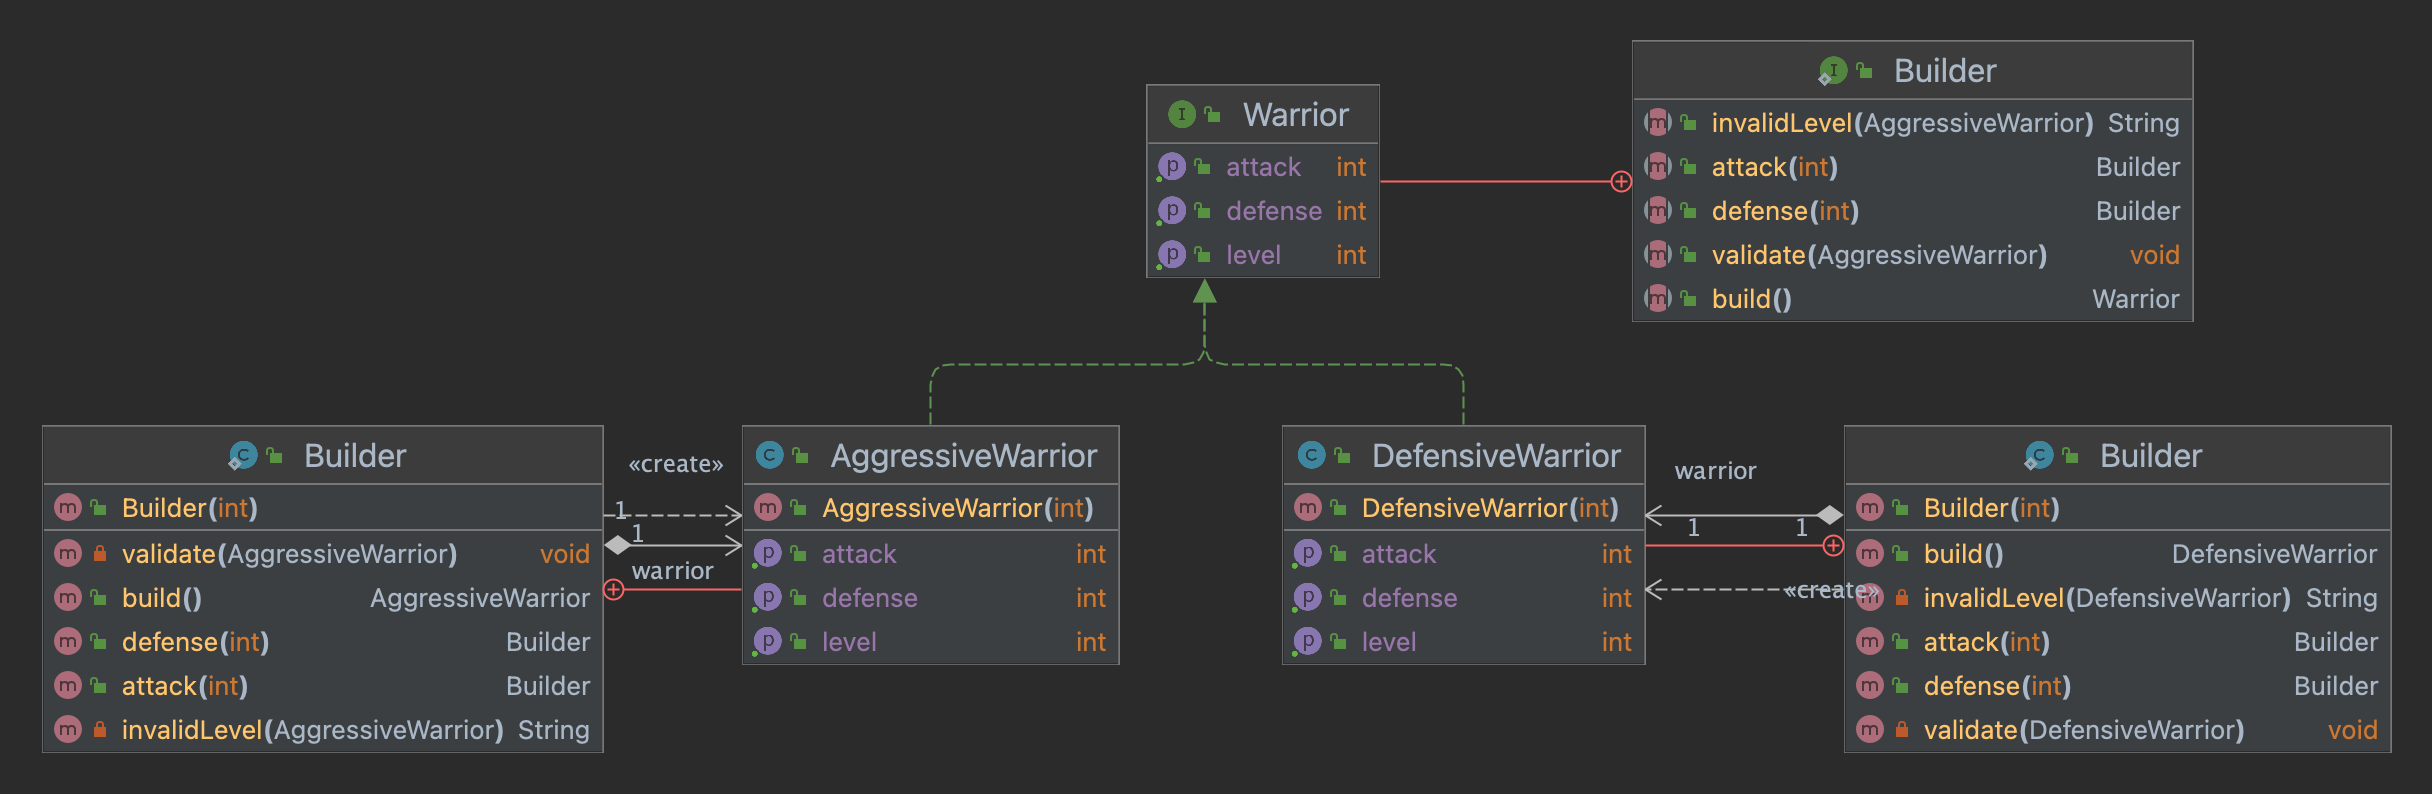 Builder
invalidLevel(AggressiveWarrior) String
attack(int) Builder
defense(int) Builder
validate(AggressiveWarrior) void
build() Warrior
Warrior
attack int
defense int
level int
Builder
Builder(int)
validate(AggressiveWarrior) void
build() AggressiveWarrior
defense(int) Builder
attack(int) Builder
invalidLevel(AggressiveWarrior) String
«create»
1
1
warrior
AggressiveWarrior
AggressiveWarrior(int)
attack int
defense int
level int
DefensiveWarrior
DefensiveWarrior(int)
attack int
defense int
level int
warrior
1 1
«create»
Builder
Builder(int)
build() DefensiveWarrior
invalidLevel(DefensiveWarrior) String
attack(int) Builder
defense(int) Builder
validate(DefensiveWarrior) void